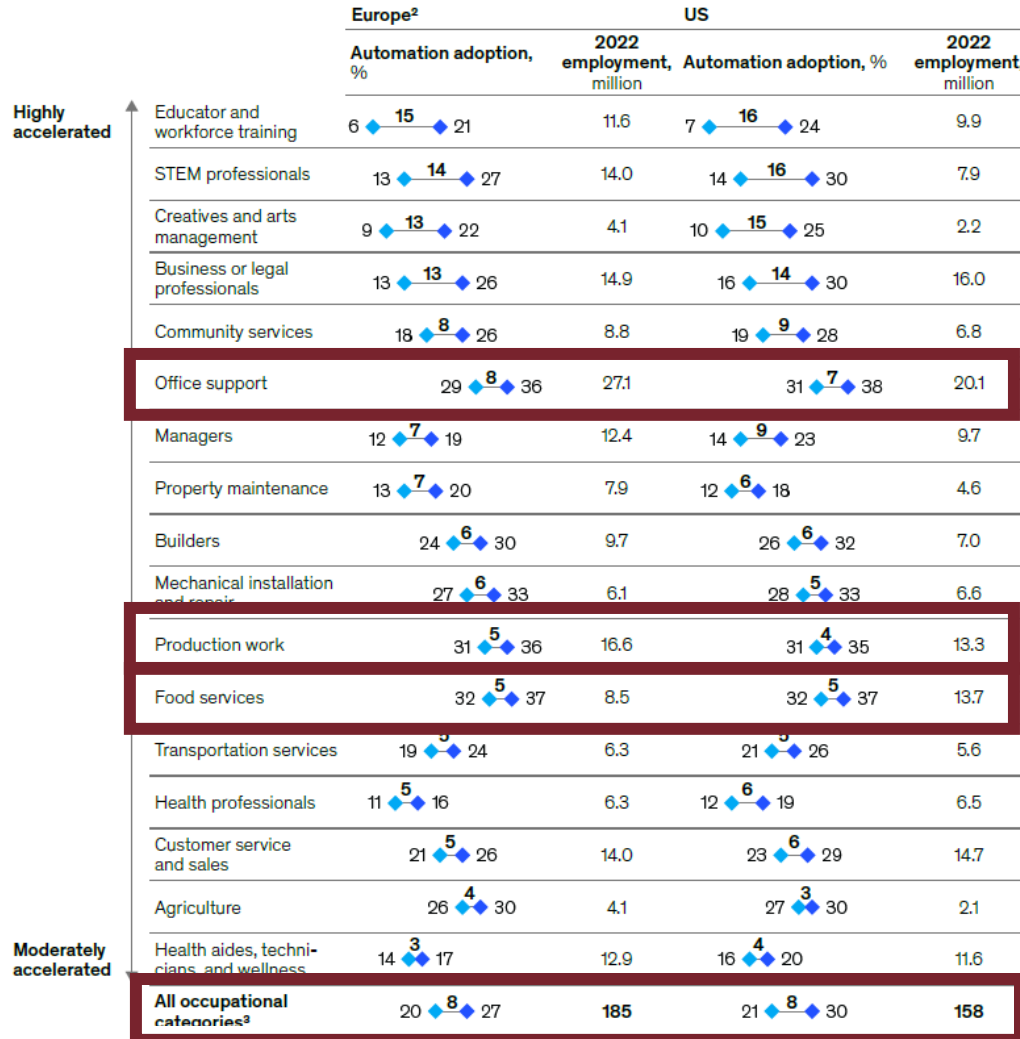 Europe² US
Automation adoption, % 2022 employment, million Automation adoption, % 2022 employment, million
Highly accelerated
Educator and workforce training 6 15 21 11.6 7 16 24 9.9
STEM professionals 13 14 27 14.0 14 16 30 7.9
Creatives and arts management 9 13 22 4.1 10 15 25 2.2
Business or legal professionals 13 13 26 14.9 16 14 30 16.0
Community services 18 8 26 8.8 19 9 28 6.8
Office support 29 8 36 27.1 31 7 38 20.1
Managers 12 7 19 12.4 14 9 23 9.7
Property maintenance 13 7 20 7.9 12 6 18 4.6
Builders 24 6 30 9.7 26 6 32 7.0
Mechanical installation and repair 27 6 33 6.1 28 5 33 6.6
Production work 31 5 36 16.6 31 4 35 13.3
Food services 32 5 37 8.5 32 5 37 13.7
Transportation services 19 5 24 6.3 21 5 26 5.6
Health professionals 11 5 16 6.3 12 6 19 6.5
Customer service and sales 21 5 26 14.0 23 6 29 14.7
Agriculture 26 4 30 4.1 27 3 30 2.1
Moderately accelerated
Health aides, techni-
cians, and wellness 14 3 17 12.9 16 4 20 11.6
All occupational categories³ 20 8 27 185 21 8 30 158